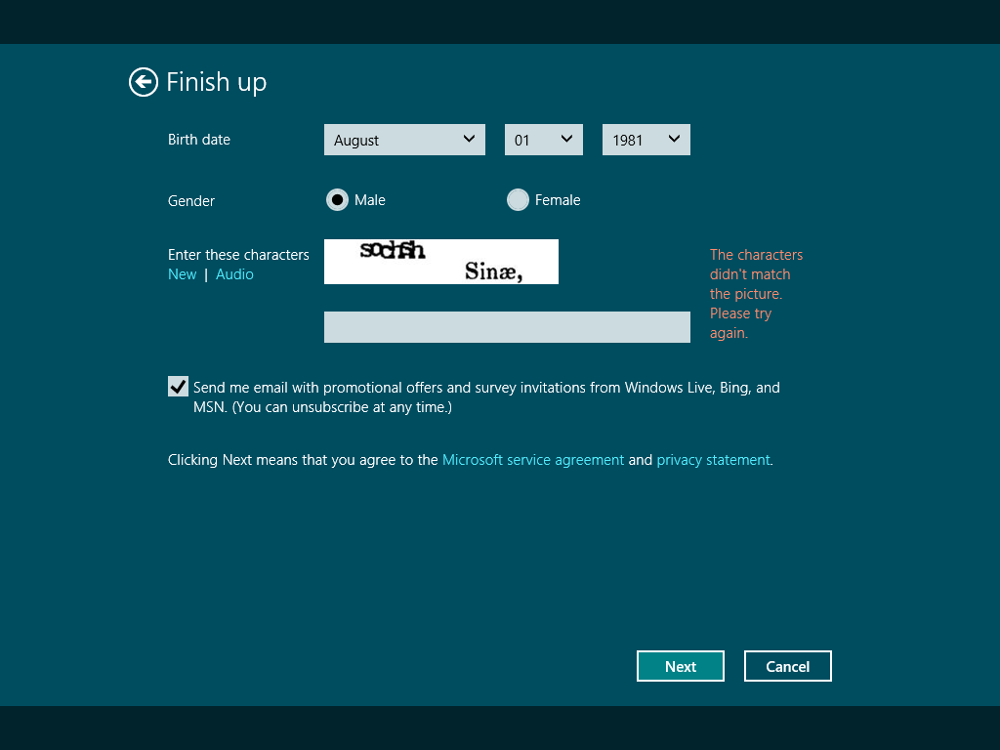 Finish up
Birth date
August
01
1981
Gender
Male
Female
Enter these characters
New | Audio
Sinæ,
The characters
didn't match
the picture.
Please try
again.
Send me email with promotional offers and survey invitations from Windows Live, Bing, and
MSN. (You can unsubscribe at any time.)
Clicking Next means that you agree to the Microsoft service agreement and privacy statement.
Next
Cancel